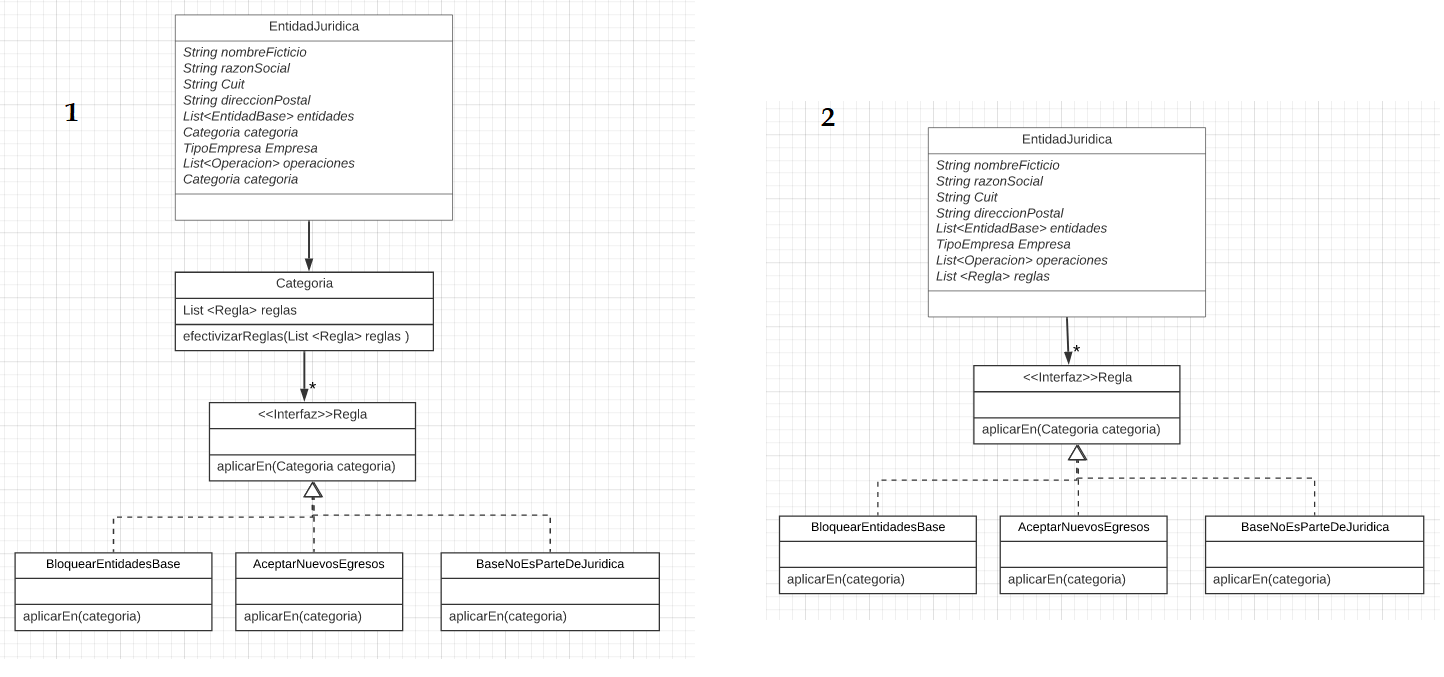 1
EntidadJuridica
String nombreFicticio
String razonSocial
String Cuit
String direccionPostal
List<EntidadBase> entidades
Categoria categoria
TipoEmpresa Empresa
List<Operacion> operaciones
Categoria categoria
Categoria
List <Regla> reglas
efectivizarReglas(List <Regla> reglas )
*
<<Interfaz>>Regla
aplicarEn(Categoria categoria)
BloquearEntidadesBase
aplicarEn(categoria)
AceptarNuevosEgresos
aplicarEn(categoria)
BaseNoEsParteDeJuridica
aplicarEn(categoria)
2
EntidadJuridica
String nombreFicticio
String razonSocial
String Cuit
String direccionPostal
List<EntidadBase> entidades
TipoEmpresa Empresa
List<Operacion> operaciones
List <Regla> reglas
*
<<Interfaz>>Regla
aplicarEn(Categoria categoria)
BloquearEntidadesBase
aplicarEn(categoria)
AceptarNuevosEgresos
aplicarEn(categoria)
BaseNoEsParteDeJuridica
aplicarEn(categoria)